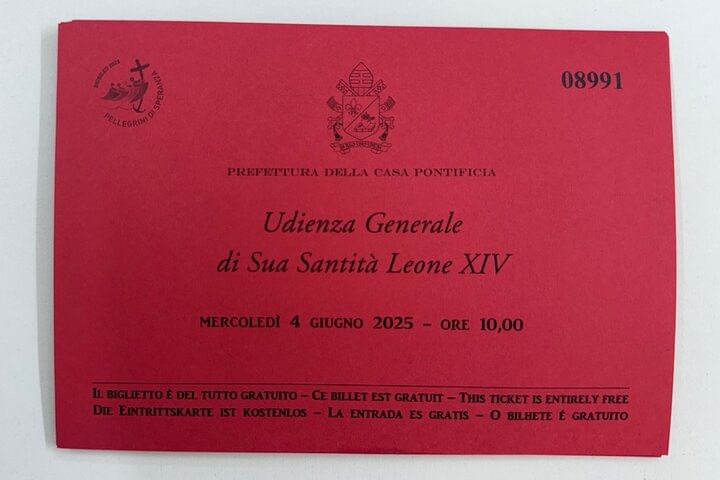 PELLEGRINI DI SPERANZA
08991
PREFETTURA DELLA CASA PONTIFICIA
Udienza Generale
di Sua Santità Leone XIV
MERCOLEDÌ 4 GIUGNO 2025 – ORE 10,00
IL BIGLIETTO È DEL TUTTO GRATUITO – CE BILLET EST GRATUIT – THIS TICKET IS ENTIRELY FREE
DIE EINTRITTSKARTE IST KOSTENLOS – LA ENTRADA ES GRATIS – O BILHETE É GRATUITO